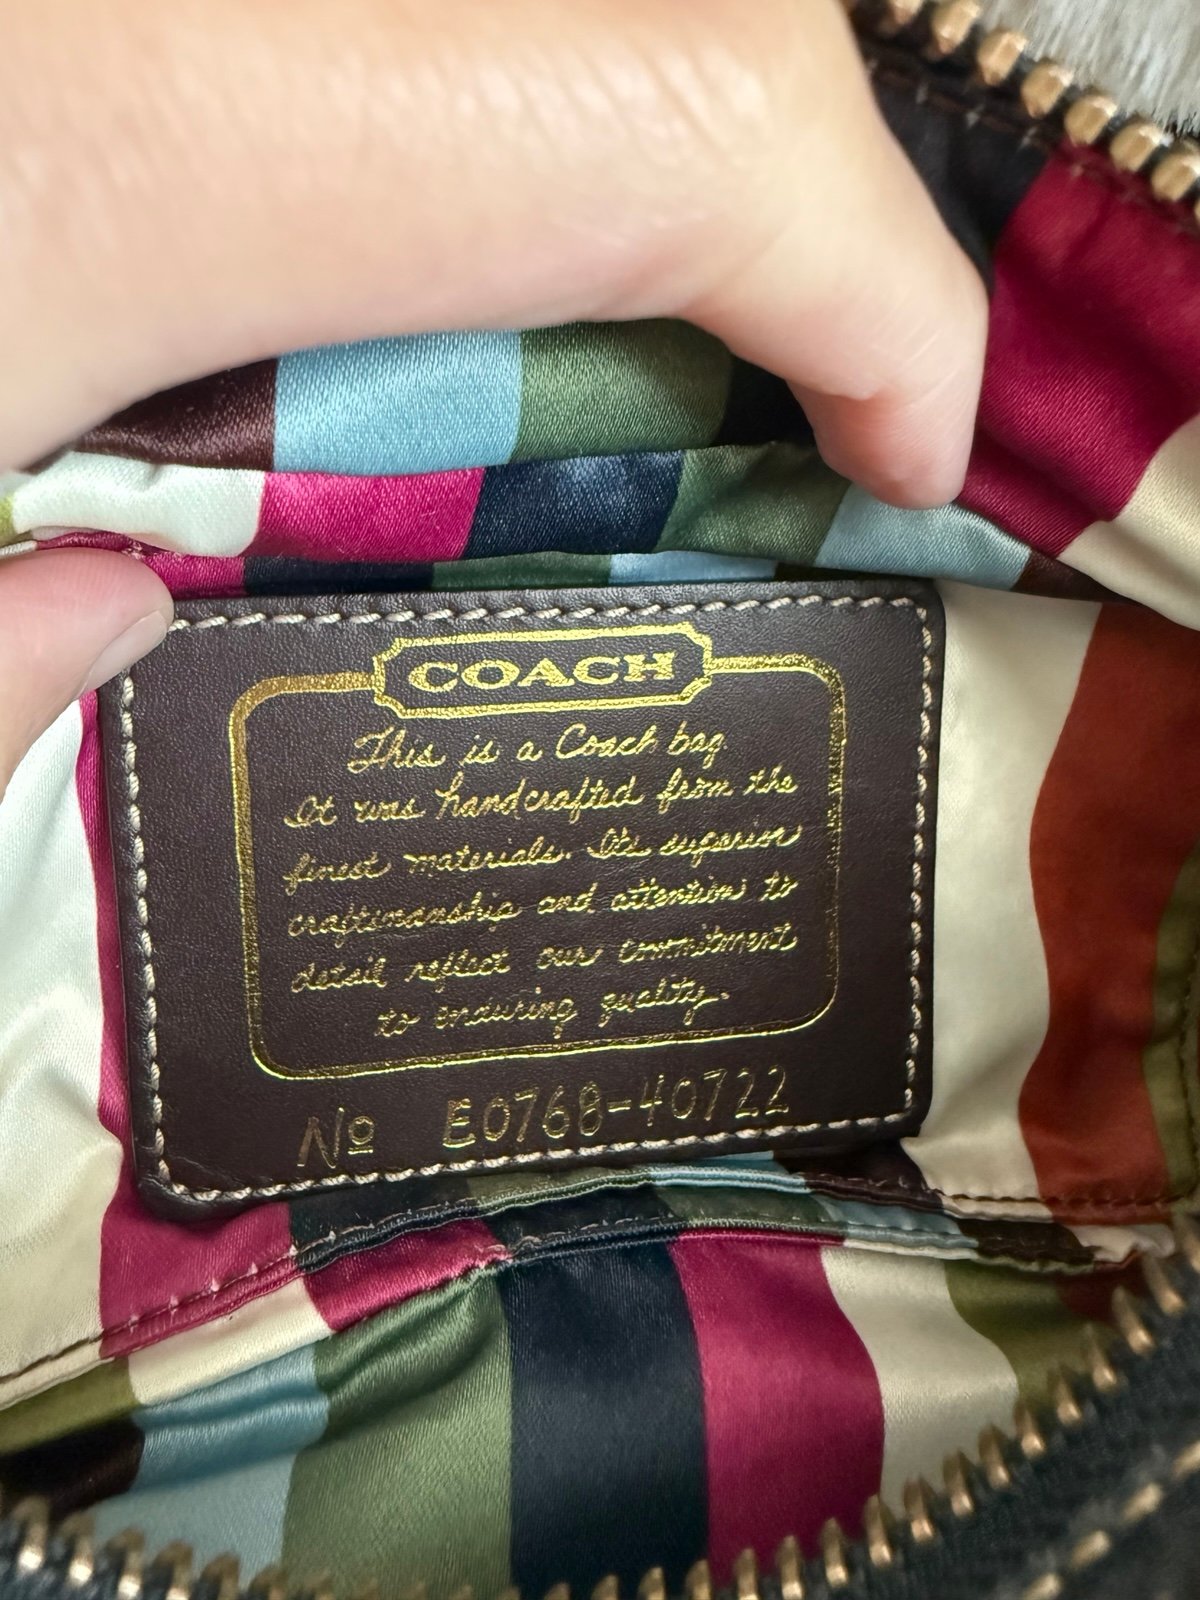 COACH
This is a Coach bag.
It was handcrafted from the
finest materials. Its superior
craftsmanship and attention to
detail reflect our commitment
to enduring quality.
Nº E0768-40722